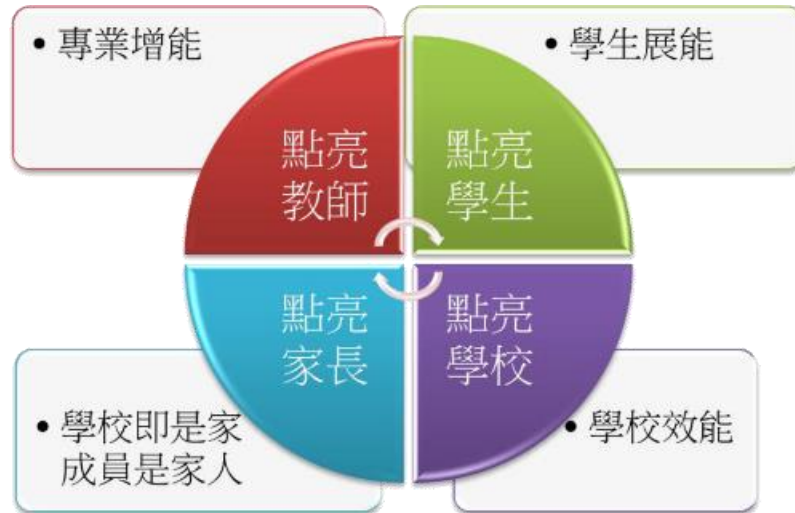 • 專業增能
• 學生展能
點亮
教師
點亮
學生
點亮
家長
點亮
學校
• 學校即是家
成員是家人
• 學校效能